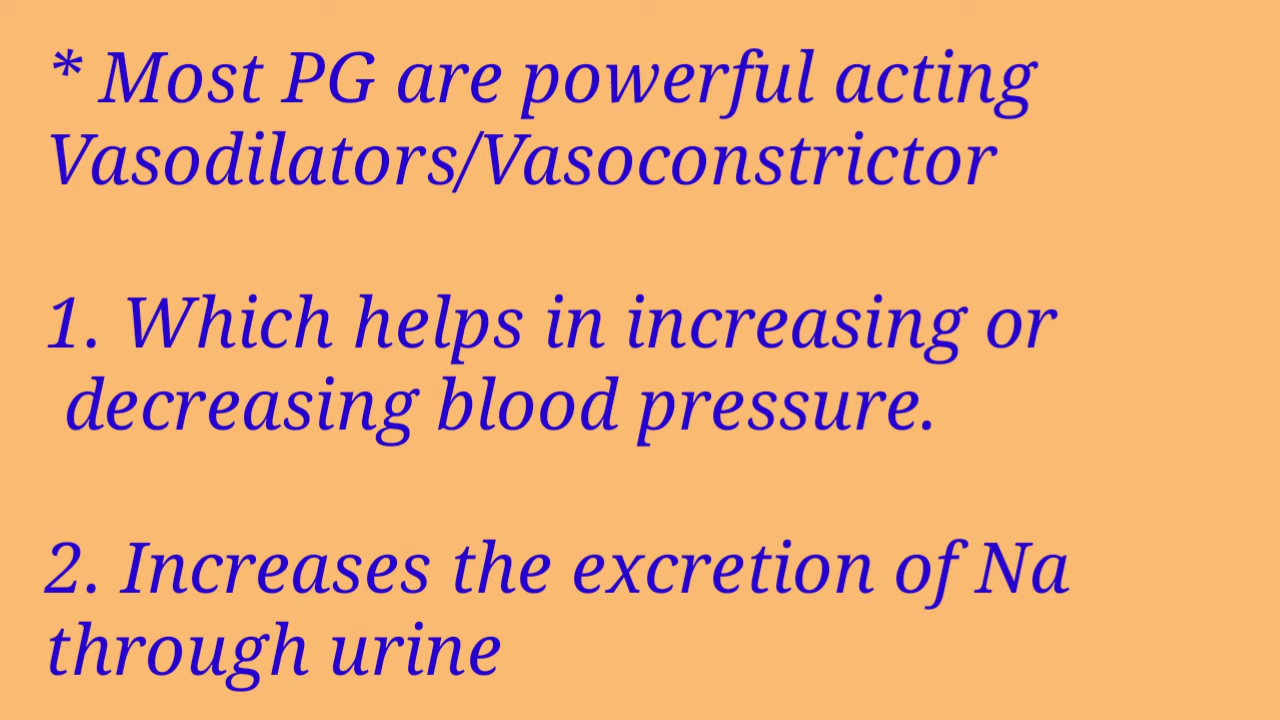 * Most PG are powerful acting
Vasodilators/Vasoconstrictor
1. Which helps in increasing or
decreasing blood pressure.
2. Increases the excretion of Na
through urine